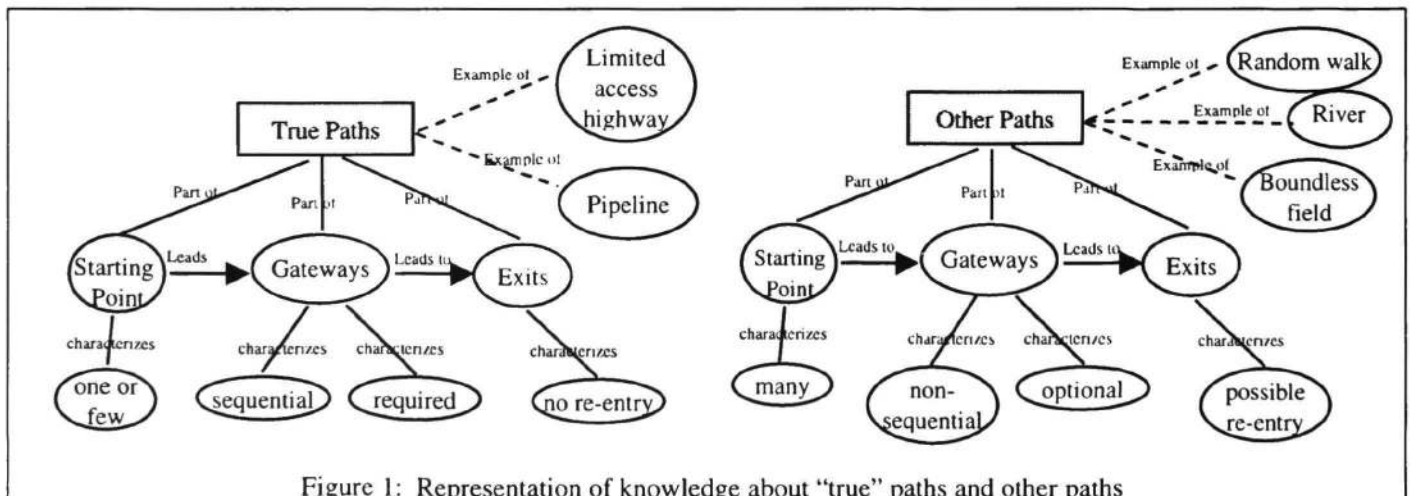 Limited
access
highway
Example of
True Paths
Example of
Pipeline
Part of
Part of
Part of
Starting
Point
Leads
Gateways
Leads to
Exits
characterizes
characterizes
characterizes
characterizes
one or
few
sequential
required
no re-entry
Random walk
Example of
Other Paths
Example of
River
Example of
Boundless
field
Part of
Part of
Part of
Starting
Point
Leads to
Gateways
Leads to
Exits
characterizes
characterizes
characterizes
characterizes
many
non-
sequential
optional
possible
re-entry
Figure 1: Representation of knowledge about “true” paths and other paths